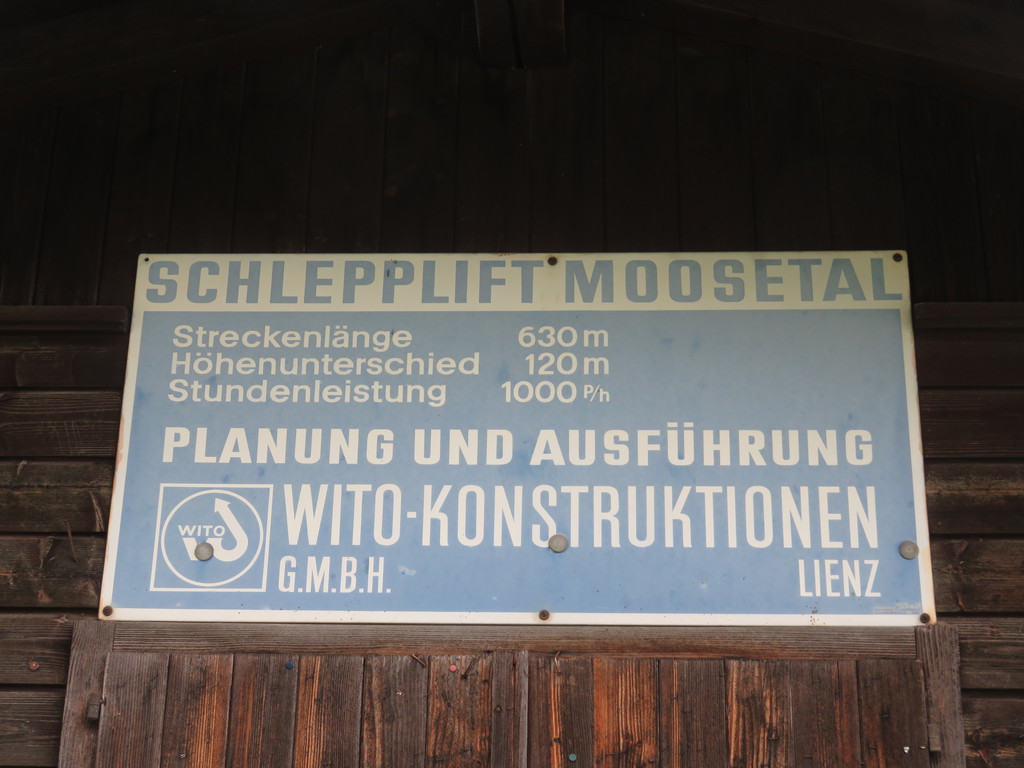 SCHLEPPLIFT MOOSETAL
Streckenlänge 630 m
Höhenunterschied 120 m
Stundenleistung 1000 P/h
PLANUNG UND AUSFÜHRUNG
WITO
WITO-KONSTRUKTIONEN
G.M.B.H. LIENZ